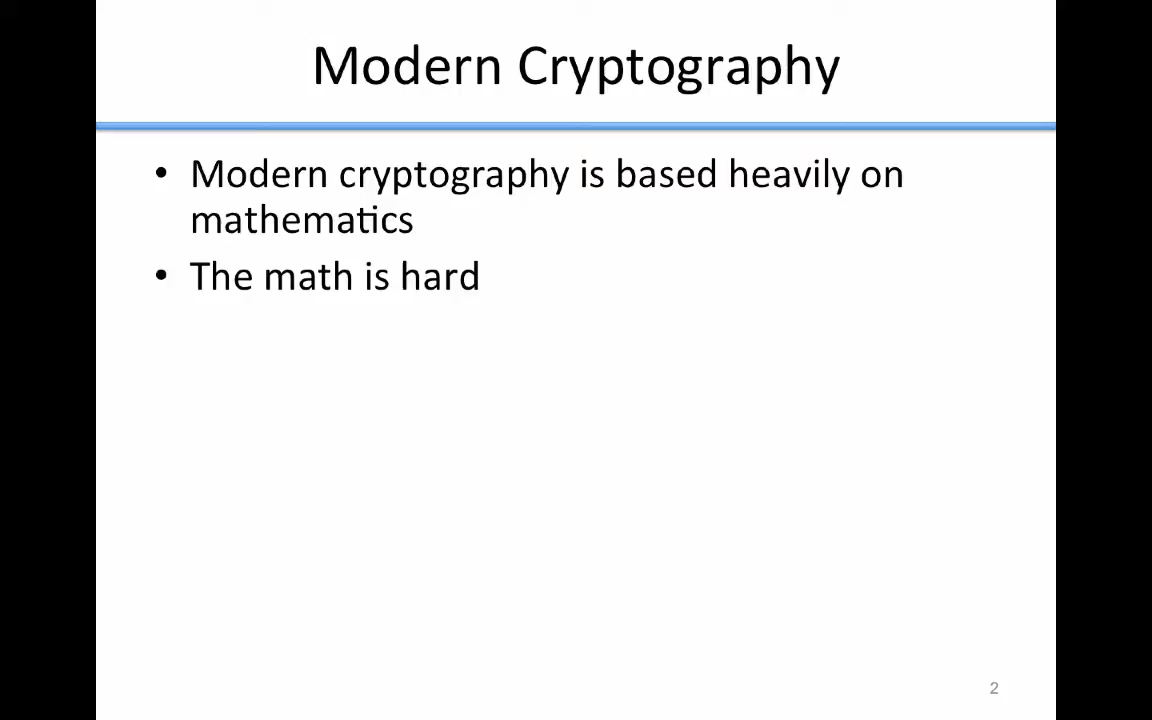 Modern Cryptography
• Modern cryptography is based heavily on
mathematics
• The math is hard
2